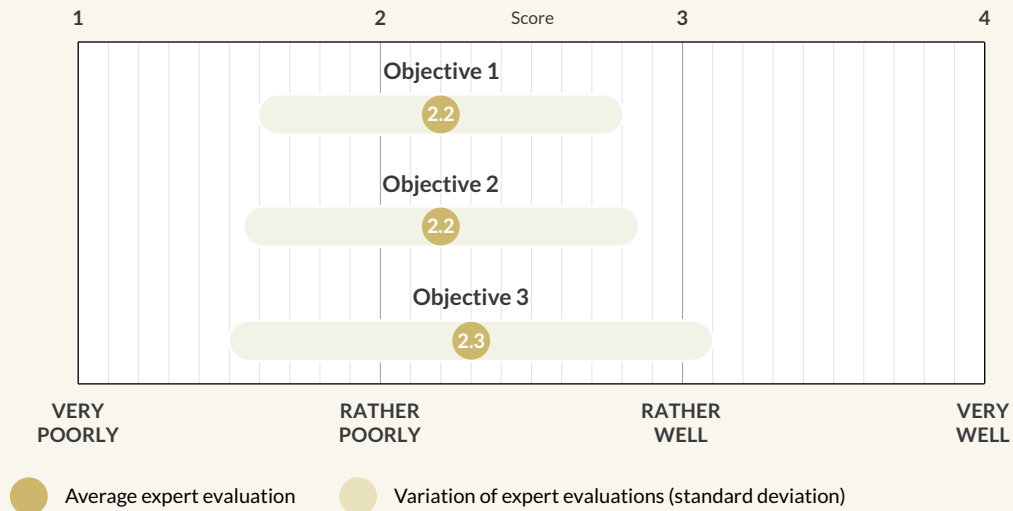 1 2 Score 3 4
Objective 1
2.2
Objective 2
2.2
Objective 3
2.3
VERY POORLY
RATHER POORLY
RATHER WELL
VERY WELL
Average expert evaluation
Variation of expert evaluations (standard deviation)